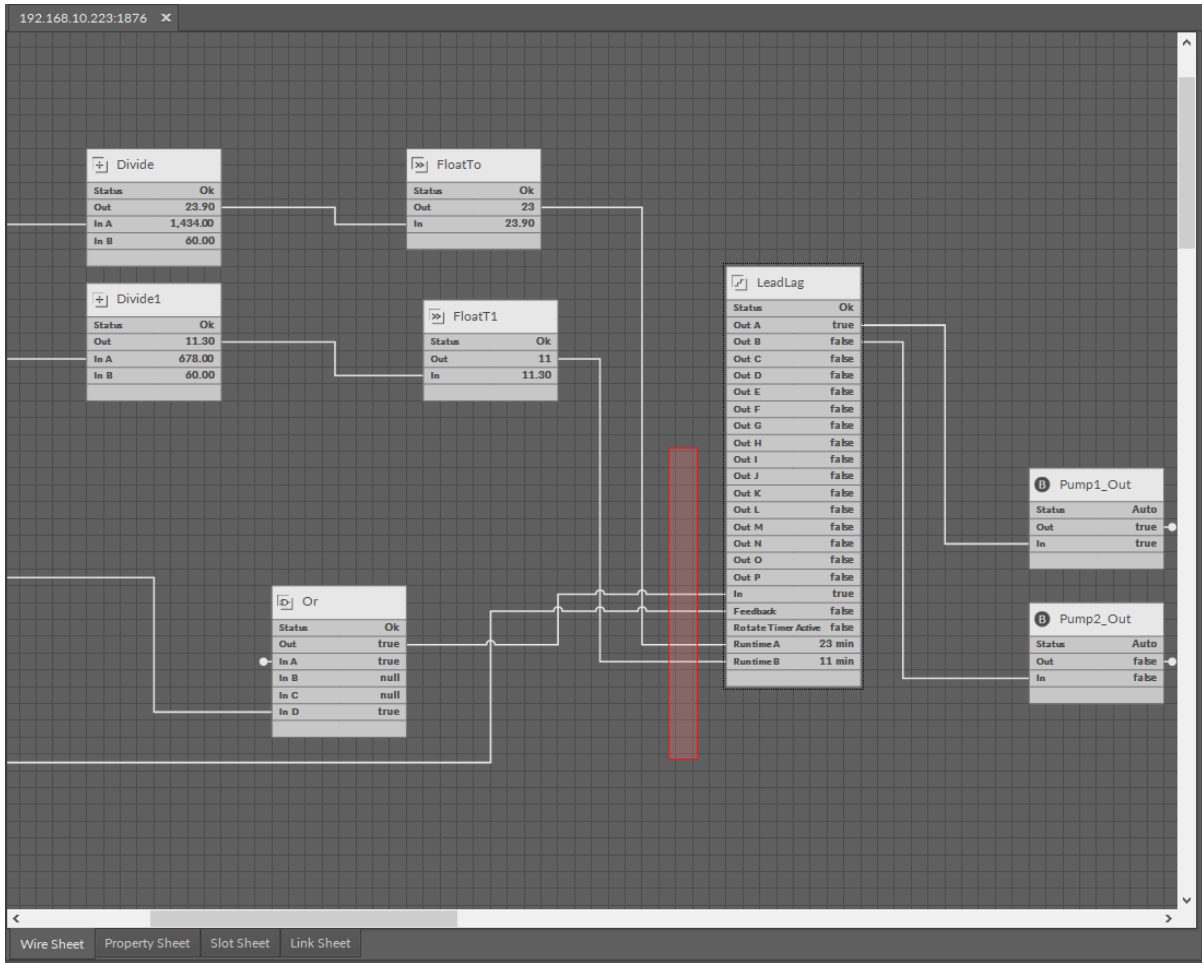 192.168.10.223:1876 ×
Divide
Status Ok
Out 23.90
In A 1,434.00
In B 60.00
FloatTo
Status Ok
Out 23
In 23.90
Divide1
Status Ok
Out 11.30
In A 678.00
In B 60.00
FloatT1
Status Ok
Out 11
In 11.30
LeadLag
Status Ok
Out A true
Out B false
Out C false
Out D false
Out E false
Out F false
Out G false
Out H false
Out I false
Out J false
Out K false
Out L false
Out M false
Out N false
Out O false
Out P false
In true
Feedback false
Rotate Timer Active false
Runtime A 23 min
Runtime B 11 min
Or
Status Ok
Out true
In A true
In B null
In C null
In D true
B Pump1_Out
Status Auto
Out true
In true
B Pump2_Out
Status Auto
Out false
In false
Wire Sheet Property Sheet Slot Sheet Link Sheet